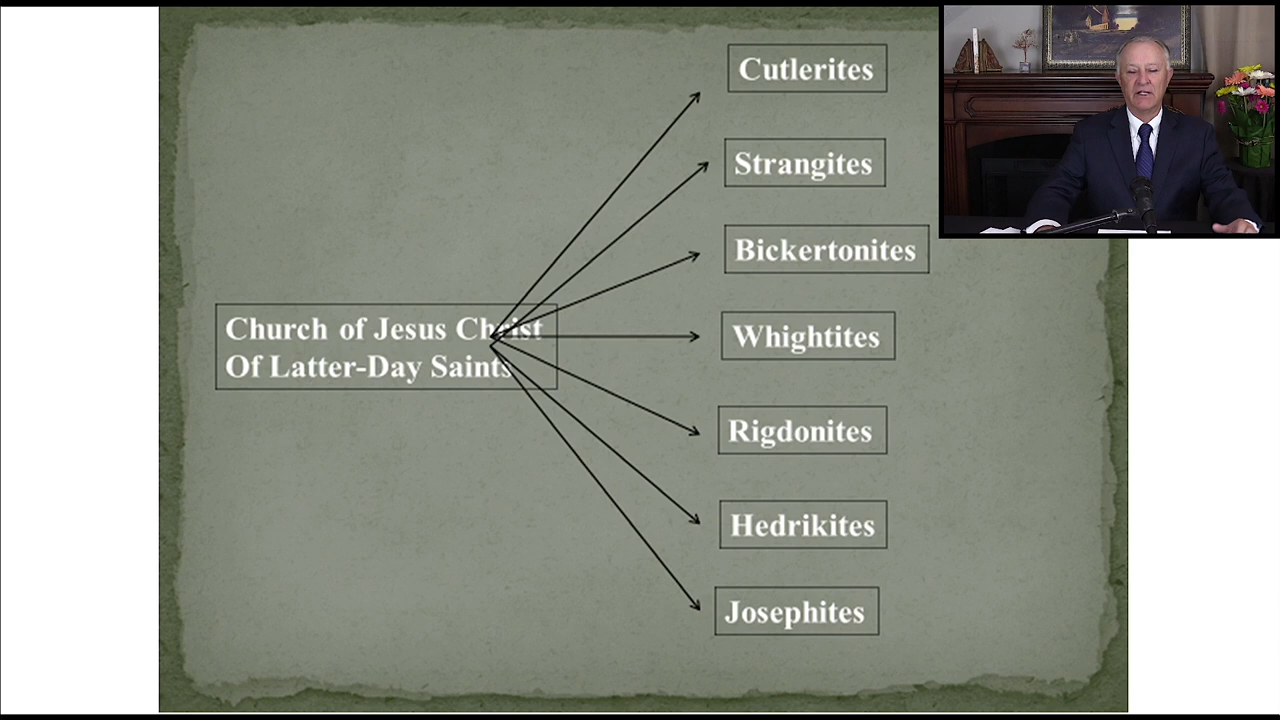 Church of Jesus Christ
Of Latter-Day Saints
Cutlerites
Strangites
Bickertonites
Whightites
Rigdonites
Hedrikites
Josephites